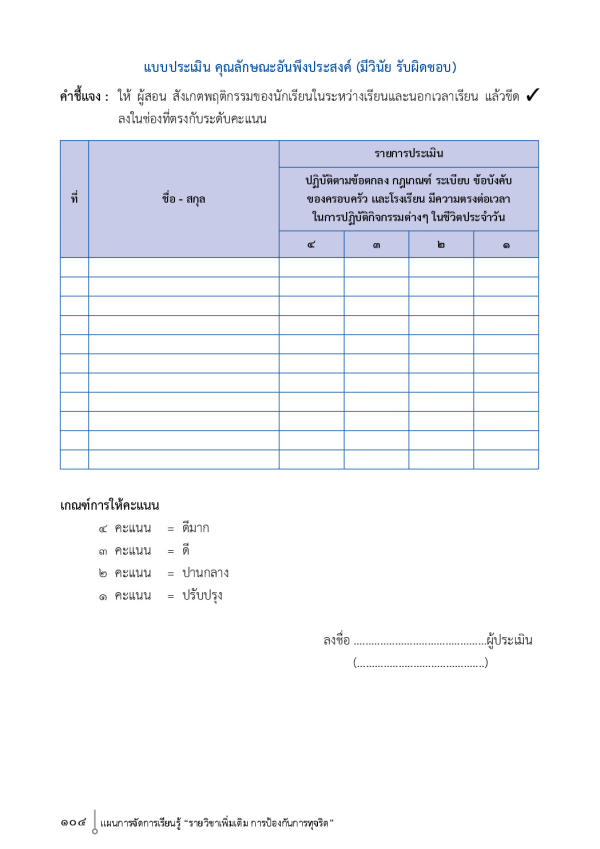 แบบประเมิน คุณลักษณะอันพึงประสงค์ (มีวินัย รับผิดชอบ)
คำชี้แจง : ให้ ผู้สอน สังเกตพฤติกรรมของนักเรียนในระหว่างเรียนและนอกเวลาเรียน แล้วขีด ✓
ลงในช่องที่ตรงกับระดับคะแนน
ที่
ชื่อ - สกุล
รายการประเมิน
ปฏิบัติตามข้อตกลง กฎเกณฑ์ ระเบียบ ข้อบังคับ
ของครอบครัว และโรงเรียน มีความตรงต่อเวลา
ในการปฏิบัติกิจกรรมต่างๆ ในชีวิตประจำวัน
๔ ๓ ๒ ๑
เกณฑ์การให้คะแนน
๔ คะแนน = ดีมาก
๓ คะแนน = ดี
๒ คะแนน = ปานกลาง
๑ คะแนน = ปรับปรุง
ลงชื่อ .............................................ผู้ประเมิน
(...........................................)
๑๐๔ แผนการจัดการเรียนรู้ “รายวิชาเพิ่มเติม การป้องกันการทุจริต”